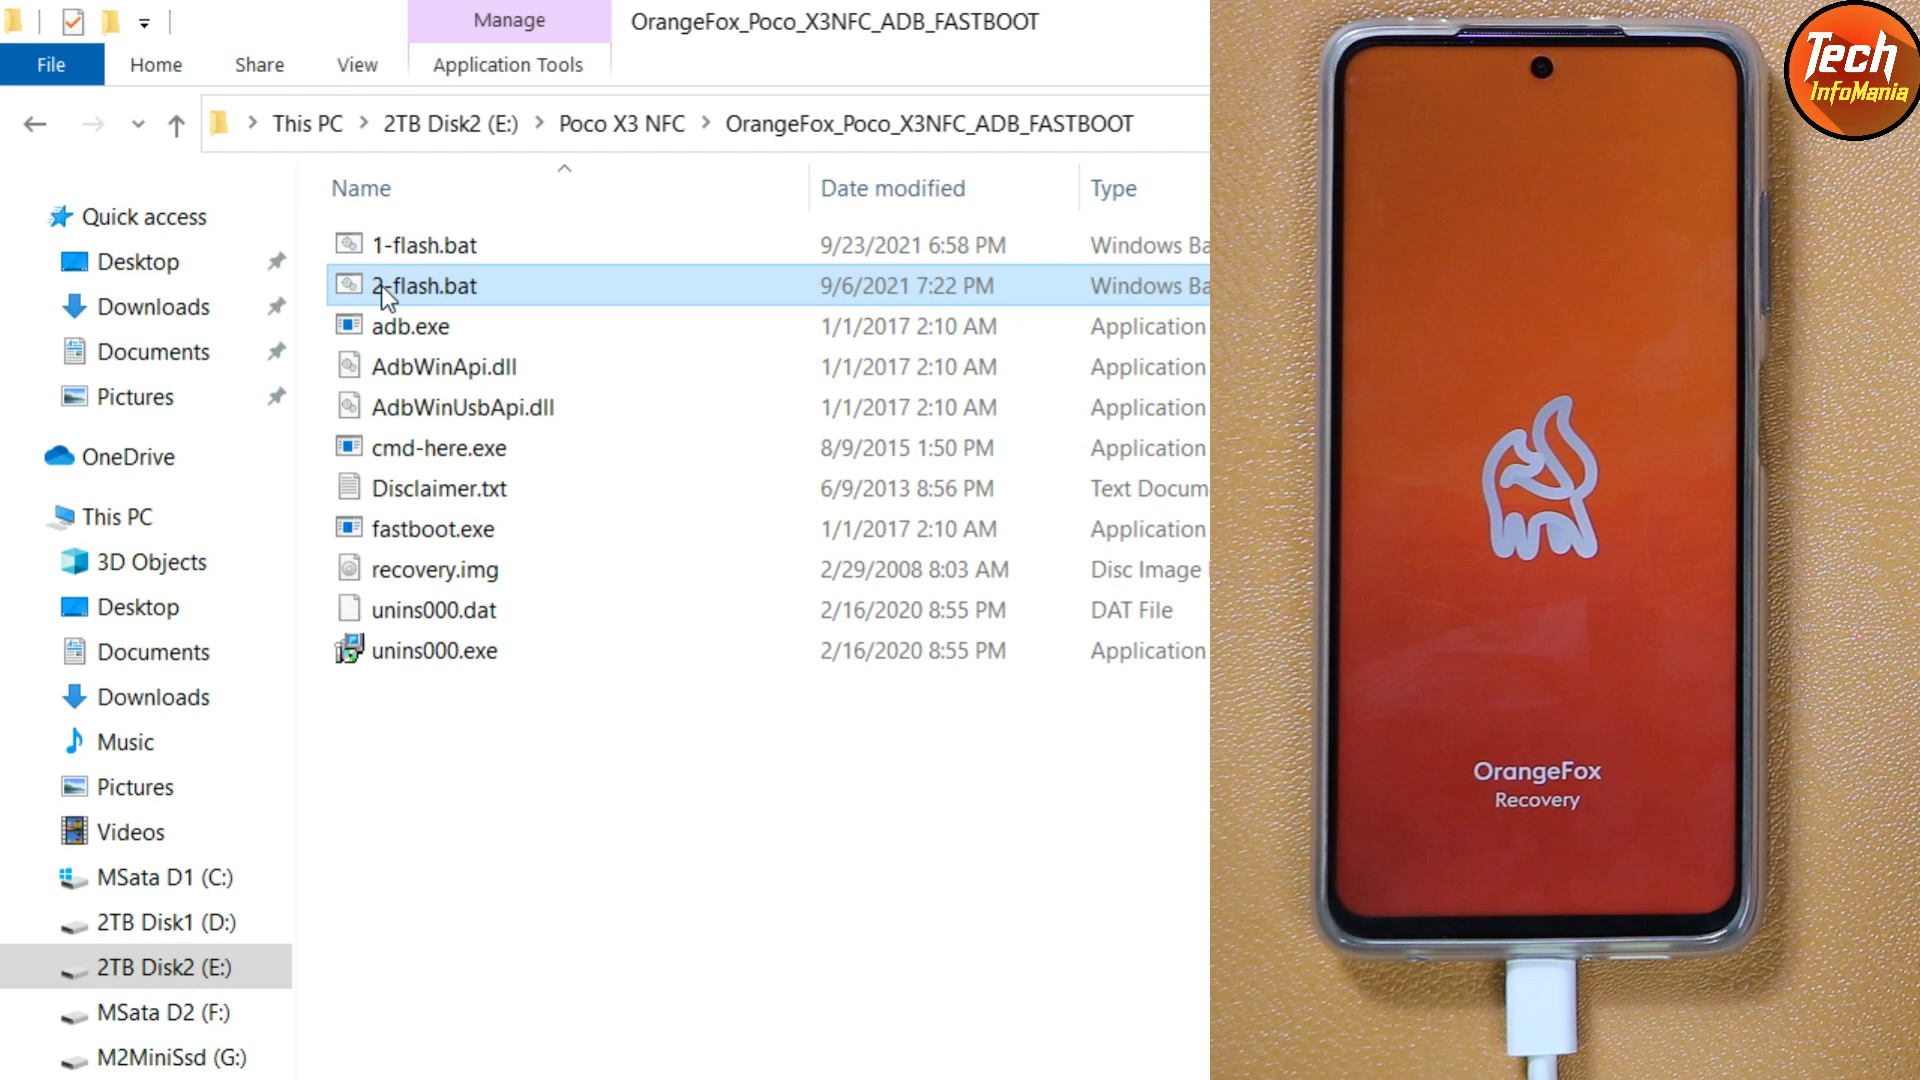 Manage
OrangeFox_Poco_X3NFC_ADB_FASTBOOT
File
Home
Share
View
Application Tools
This PC
2TB Disk2 (E:)
Poco X3 NFC
OrangeFox_Poco_X3NFC_ADB_FASTBOOT
Name
Date modified
Type
1-flash.bat 9/23/2021 6:58 PM Windows Ba
2-flash.bat 9/6/2021 7:22 PM Windows Ba
adb.exe 1/1/2017 2:10 AM Application
AdbWinApi.dll 1/1/2017 2:10 AM Application
AdbWinUsbApi.dll 1/1/2017 2:10 AM Application
cmd-here.exe 8/9/2015 1:50 PM Application
Disclaimer.txt 6/9/2013 8:56 PM Text Docum
fastboot.exe 1/1/2017 2:10 AM Application
recovery.img 2/29/2008 8:03 AM Disc Image
unins000.dat 2/16/2020 8:55 PM DAT File
unins000.exe 2/16/2020 8:55 PM Application
Quick access
Desktop
Downloads
Documents
Pictures
OneDrive
This PC
3D Objects
Desktop
Documents
Downloads
Music
Pictures
Videos
MSata D1 (C:)
2TB Disk1 (D:)
2TB Disk2 (E:)
MSata D2 (F:)
M2MiniSsd (G:)
Tech
InfoMania
OrangeFox
Recovery